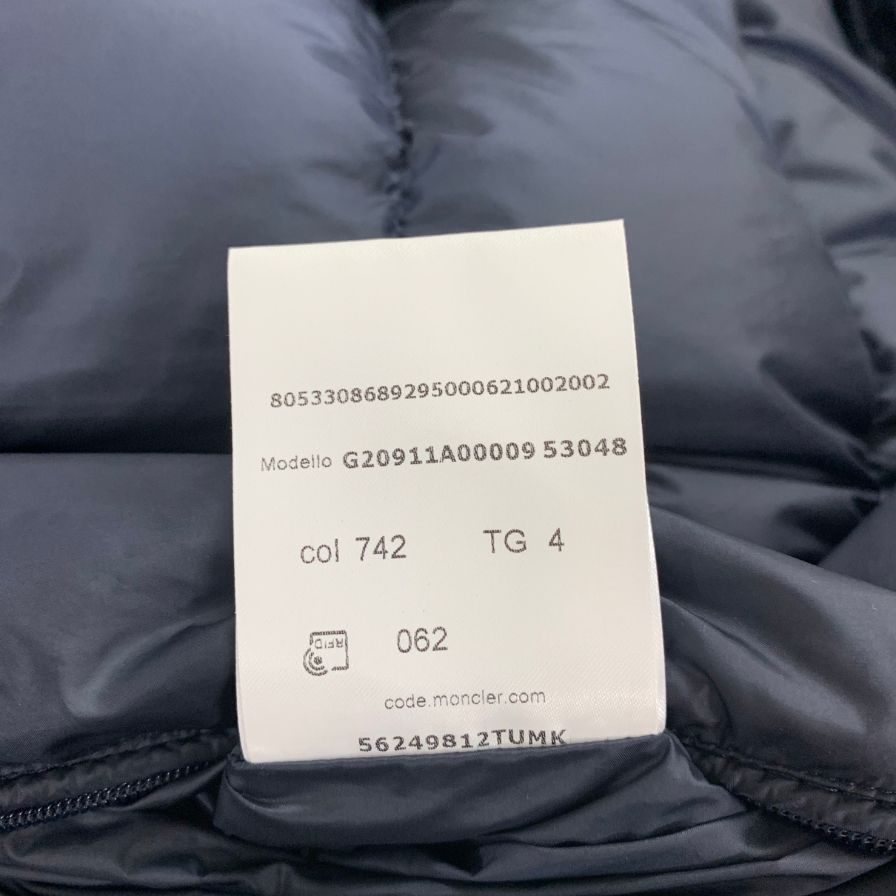 8053308689295000621002002
Modello G20911A00009 53048
col 742 TG 4
RFID
062
code.moncler.com
56249812TUMK